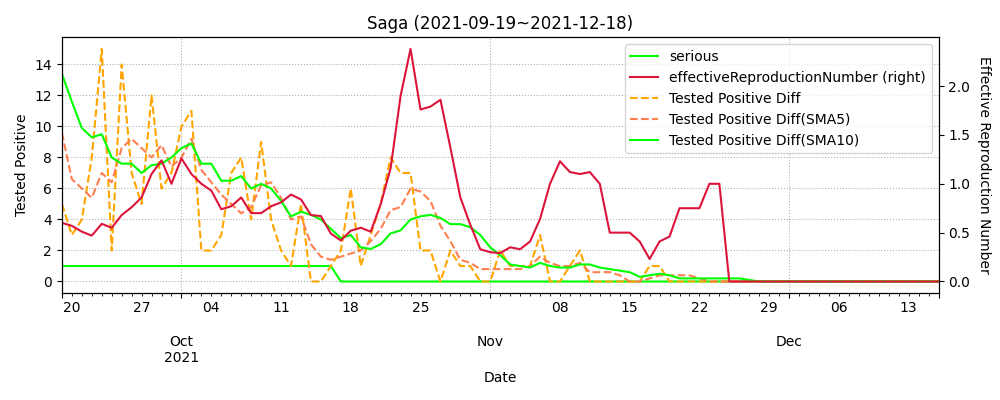 Saga (2021-09-19~2021-12-18)
Tested Positive
14
12
10
8
6
4
2
0
serious
effectiveReproductionNumber (right)
Tested Positive Diff
Tested Positive Diff(SMA5)
Tested Positive Diff(SMA10)
2.0
1.5
1.0
0.5
0.0
Effective Reproduction Number
20 27 04 11 18 25 08 15 22 29 06 13
Oct Nov Dec
2021
Date